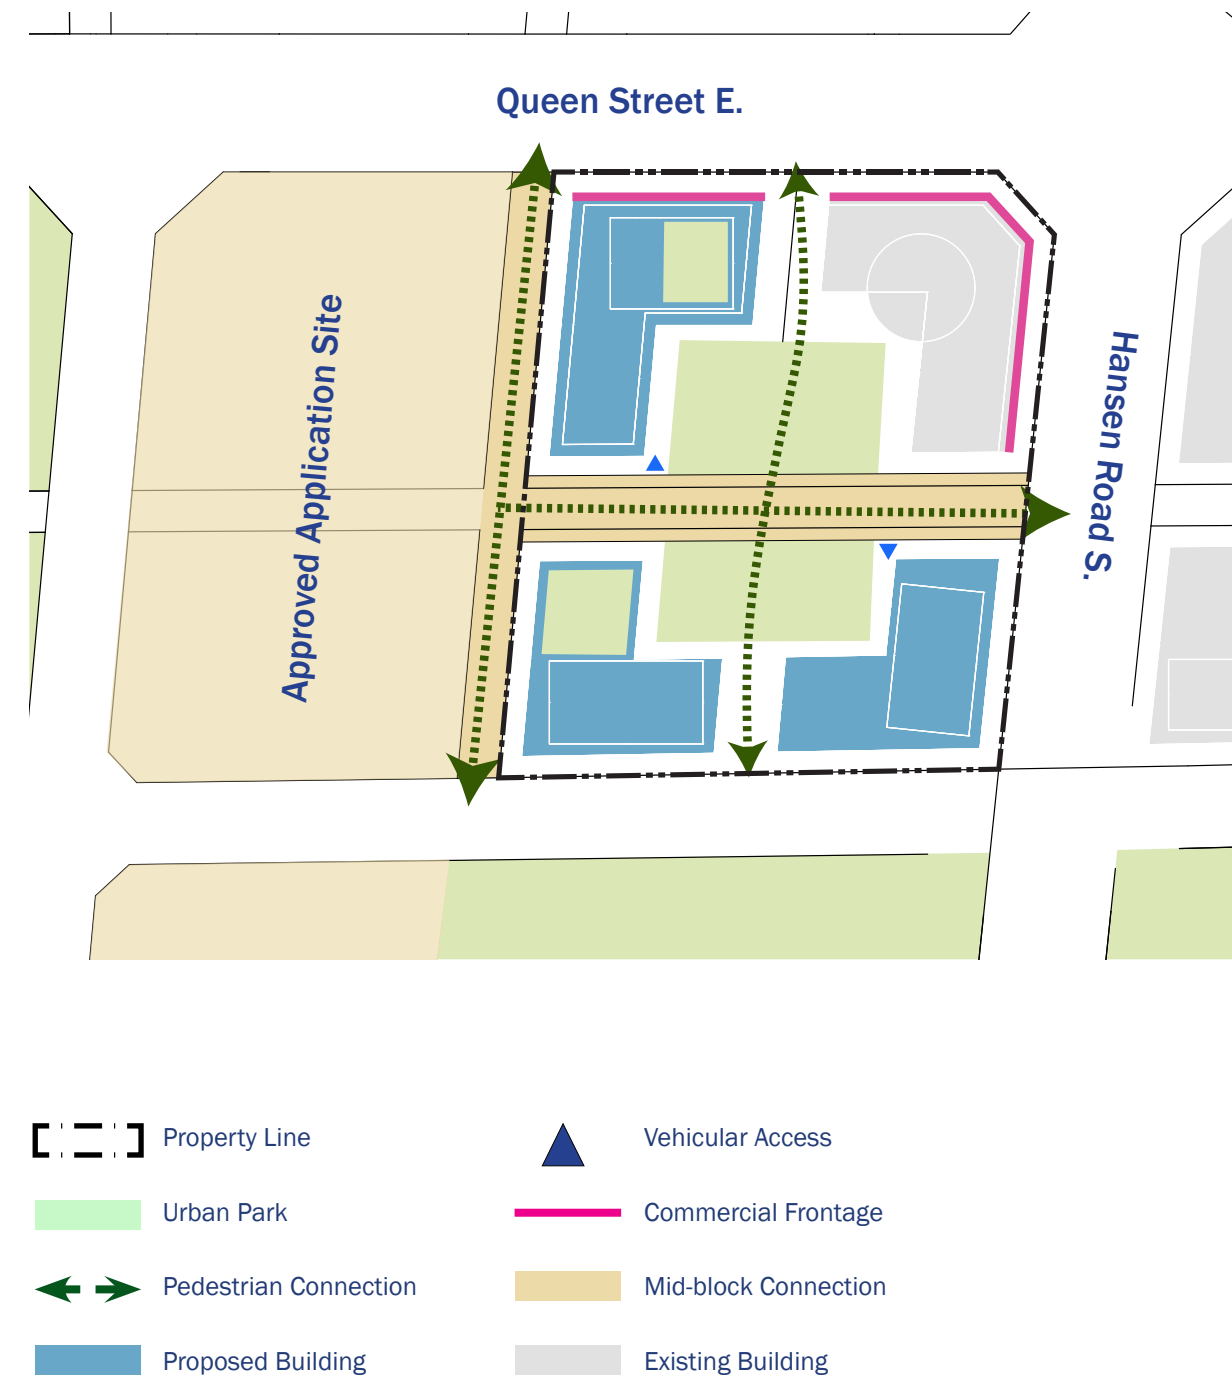 Queen Street E.
Approved Application Site
Hansen Road S.
Property Line
Vehicular Access
Urban Park
Commercial Frontage
Pedestrian Connection
Mid-block Connection
Proposed Building
Existing Building